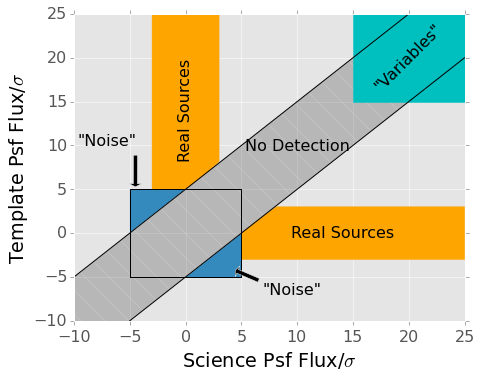 25
20
15
10
5
0
−5
−10
Template Psf Flux/σ
"Noise"
Real Sources
"Variables"
No Detection
Real Sources
"Noise"
−10 −5 0 5 10 15 20 25
Science Psf Flux/σ